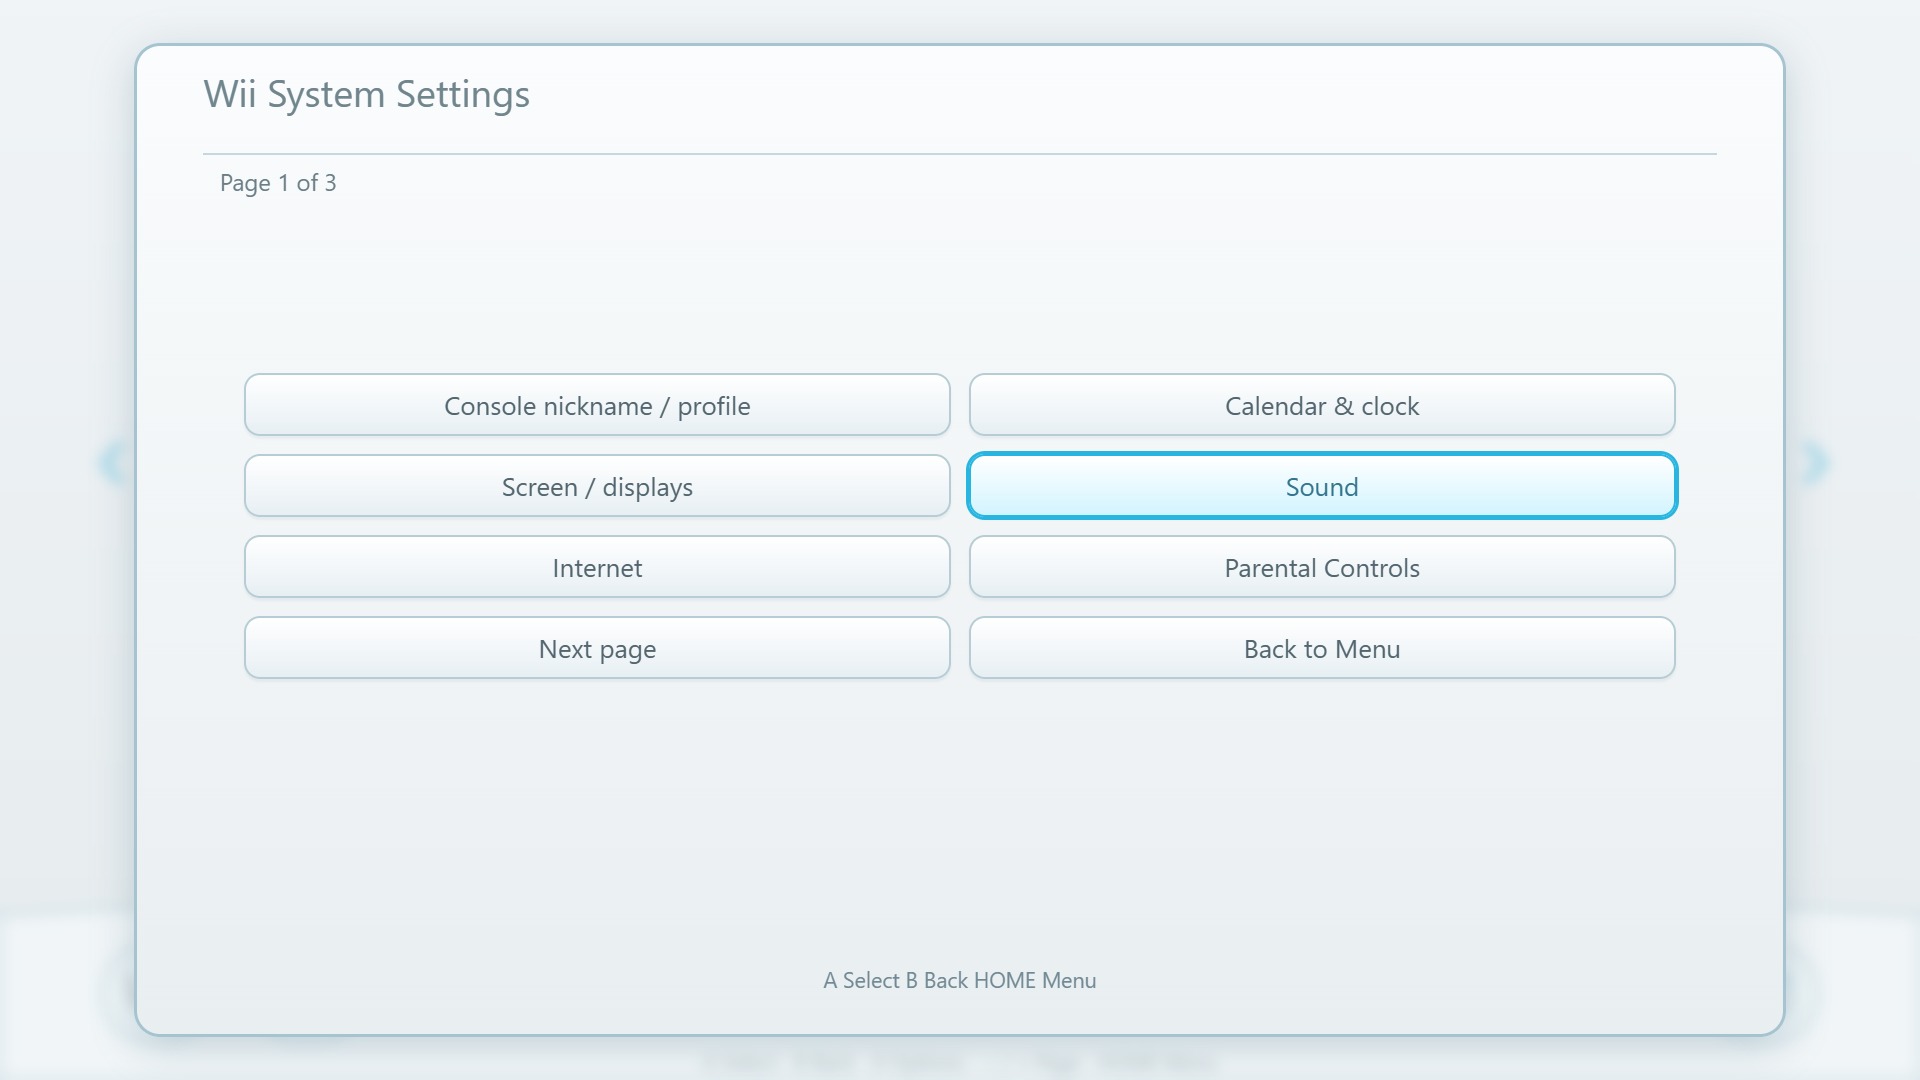 Wii System Settings
Page 1 of 3
Console nickname / profile
Calendar & clock
Screen / displays
Sound
Internet
Parental Controls
Next page
Back to Menu
A Select B Back HOME Menu